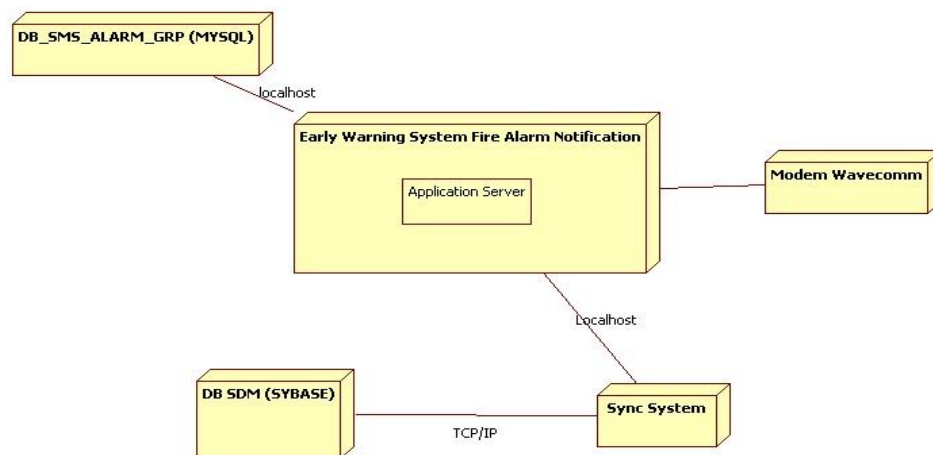 DB_SMS_ALARM_GRP (MYSQL)
localhost
Early Warning System Fire Alarm Notification
Application Server
Modem Wavecomm
Localhost
DB SDM (SYBASE)
Sync System
TCP/IP